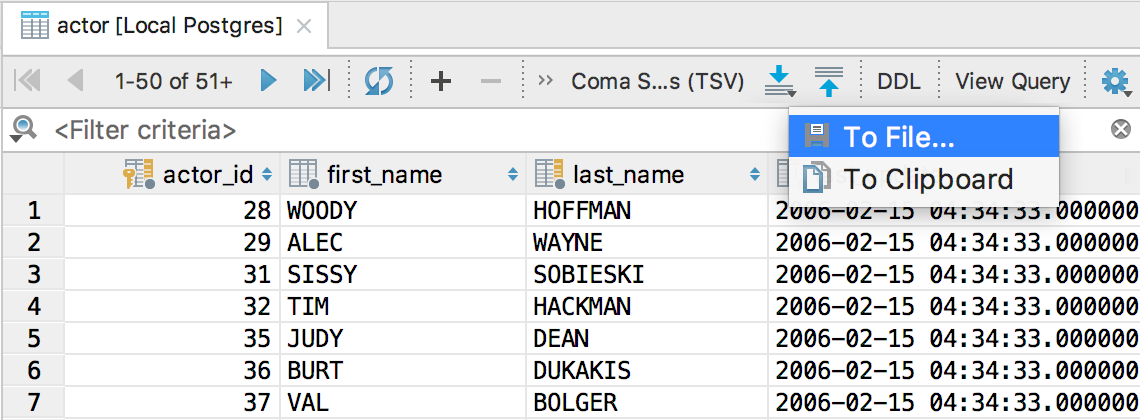 actor [Local Postgres]
1-50 of 51+ Coma S...s (TSV) DDL View Query
<Filter criteria>
To File...
To Clipboard
actor_id first_name last_name
1 28 WOODY HOFFMAN 2006-02-15 04:34:33.000000
2 29 ALEC WAYNE 2006-02-15 04:34:33.000000
3 31 SISSY SOBIESKI 2006-02-15 04:34:33.000000
4 32 TIM HACKMAN 2006-02-15 04:34:33.000000
5 35 JUDY DEAN 2006-02-15 04:34:33.000000
6 36 BURT DUKAKIS 2006-02-15 04:34:33.000000
7 37 VAL BOLGER 2006-02-15 04:34:33.000000